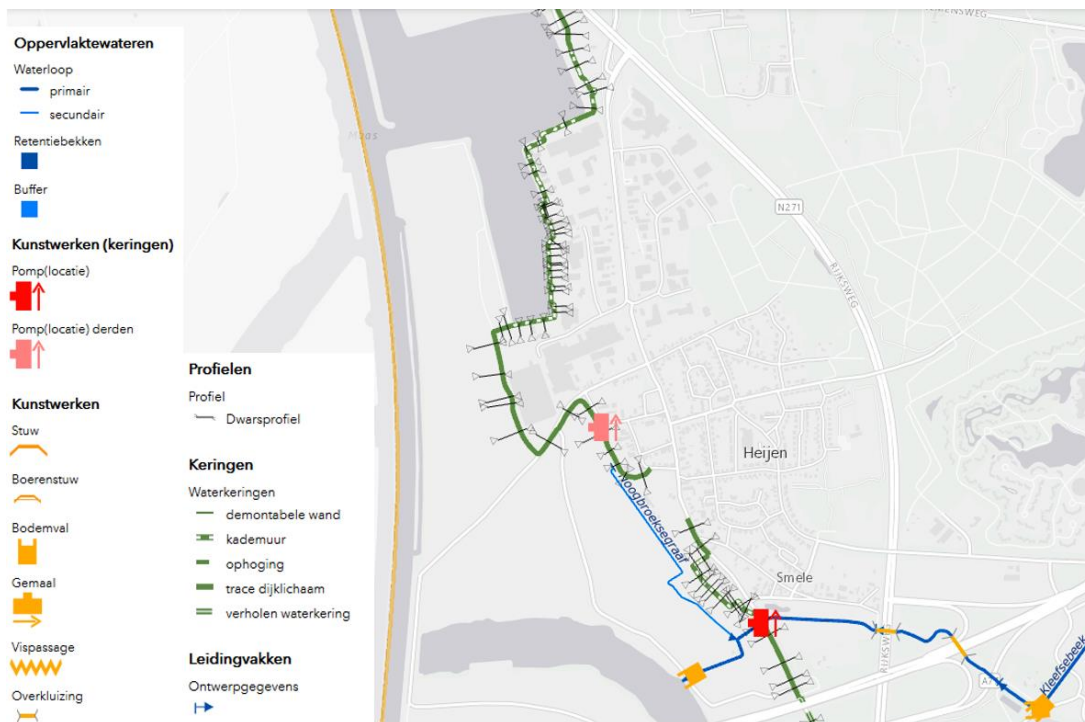 Oppervlaktewateren
Waterloop
primair
secundair
Retentiebekken
Buffer
Kunstwerken (keringen)
Pomp(locatie)
Pomp(locatie) derden
Kunstwerken
Stuw
Boerenstuw
Bodemval
Gemaal
Vispassage
Overkluizing
Profielen
Profiel
Dwarsprofiel
Keringen
Waterkeringen
demontabele wand
kademuur
ophoging
trace dijklichaam
verholen waterkering
Leidingvakken
Ontwerpgegevens
Maas
N271
RIJKSWEG
Heijen
Smele
RIJKSW
Kleefsebeek